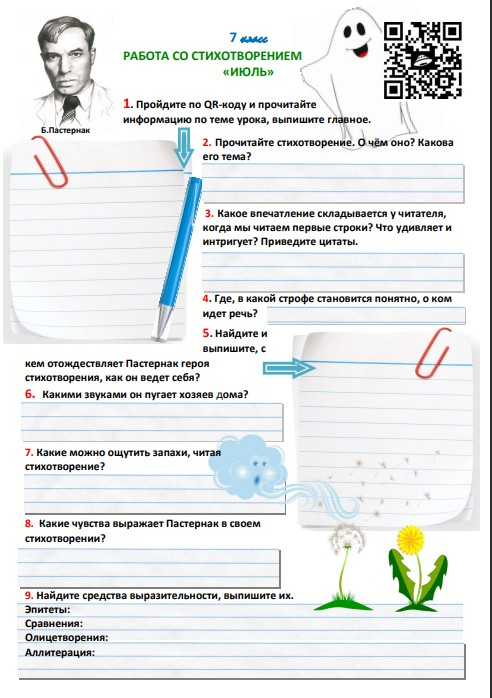 7 класс
РАБОТА СО СТИХОТВОРЕНИЕМ
«ИЮЛЬ»
Б.Пастернак
1. Пройдите по QR-коду и прочитайте
информацию по теме урока, выпишите главное.
2. Прочитайте стихотворение. О чём оно? Какова
его тема?
3. Какое впечатление складывается у читателя,
когда мы читаем первые строки? Что удивляет и
интригует? Приведите цитаты.
4. Где, в какой строфе становится понятно, о ком
идет речь?
5. Найдите и
выпишите, с
кем отождествляет Пастернак героя
стихотворения, как он ведет себя?
6. Какими звуками он пугает хозяев дома?
7. Какие можно ощутить запахи, читая
стихотворение?
8. Какие чувства выражает Пастернак в своем
стихотворении?
9. Найдите средства выразительности, выпишите их.
Эпитеты:
Сравнения:
Олицетворения:
Аллитерация: